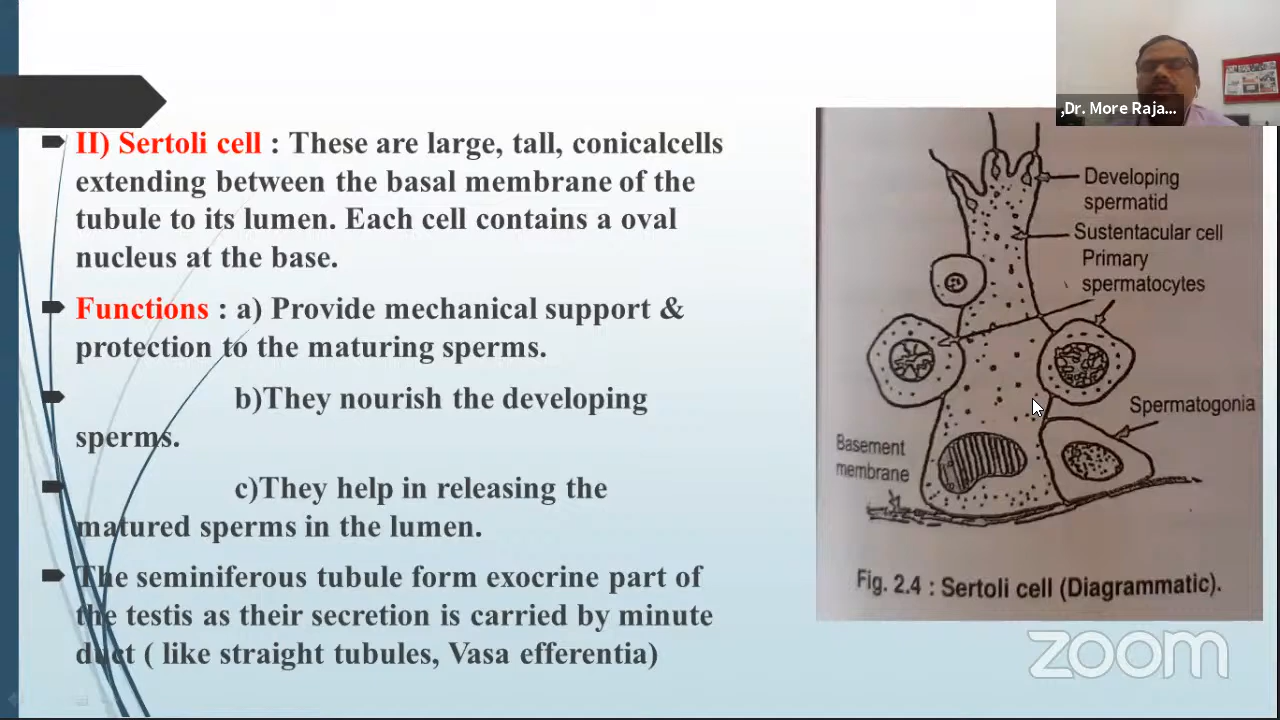 ,Dr. More Raja...
II) Sertoli cell : These are large, tall, conicalcells
extending between the basal membrane of the
tubule to its lumen. Each cell contains a oval
nucleus at the base.
Functions : a) Provide mechanical support &
protection to the maturing sperms.
b)They nourish the developing
sperms.
c)They help in releasing the
matured sperms in the lumen.
The seminiferous tubule form exocrine part of
the testis as their secretion is carried by minute
duct ( like straight tubules, Vasa efferentia)
Developing
spermatid
Sustentacular cell
Primary
spermatocytes
Spermatogonia
Basement
membrane
Fig. 2.4 : Sertoli cell (Diagrammatic).
zoom